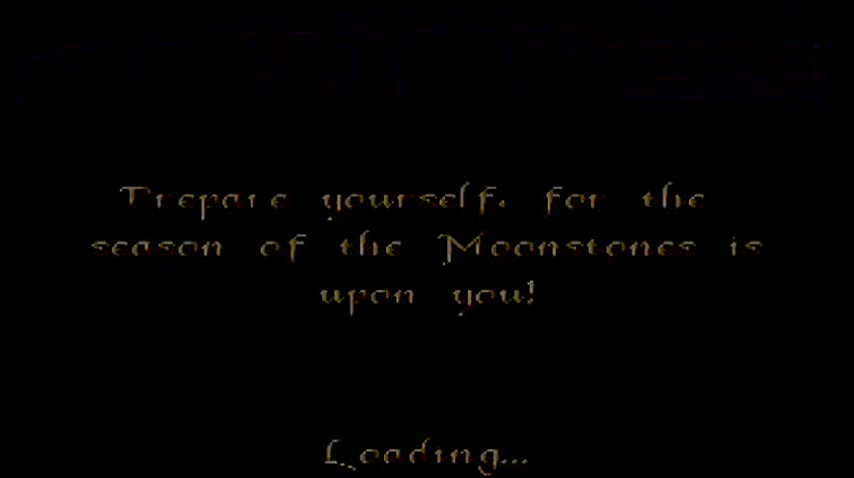 Prepare yourself, for the
season of the Moonstones is
upon you!
Loading...